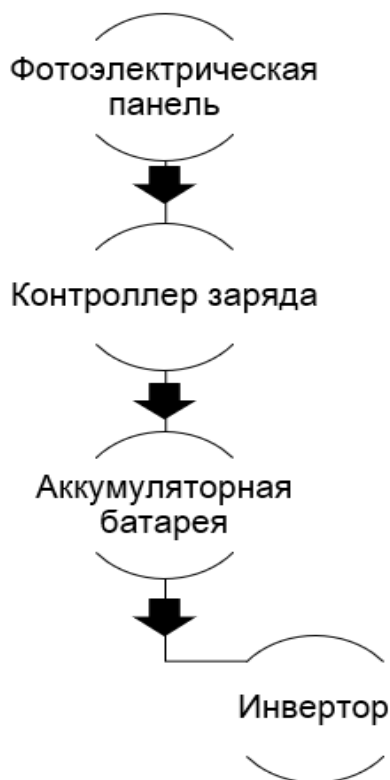 Фотоэлектрическая
панель
Контроллер заряда
Аккумуляторная
батарея
Инвертор